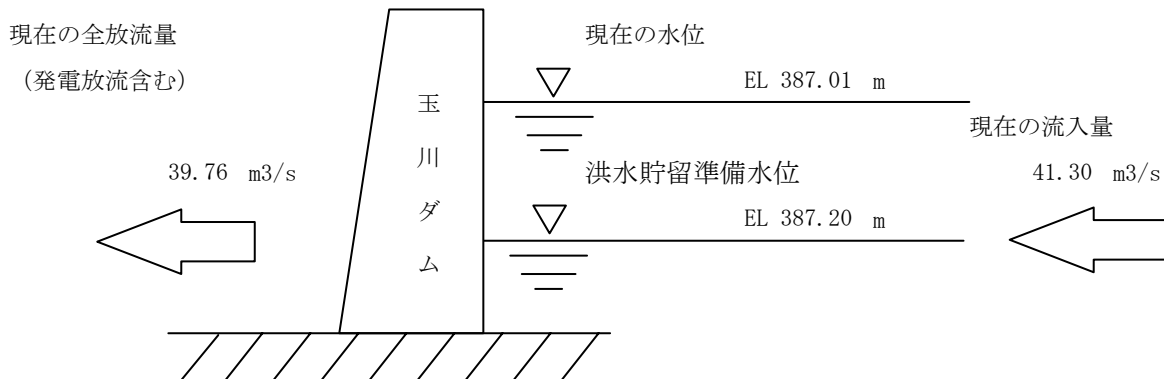 現在の全放流量
（発電放流含む）
39.76 m3/s
玉川ダム
現在の水位
EL 387.01 m
洪水貯留準備水位
EL 387.20 m
現在の流入量
41.30 m3/s